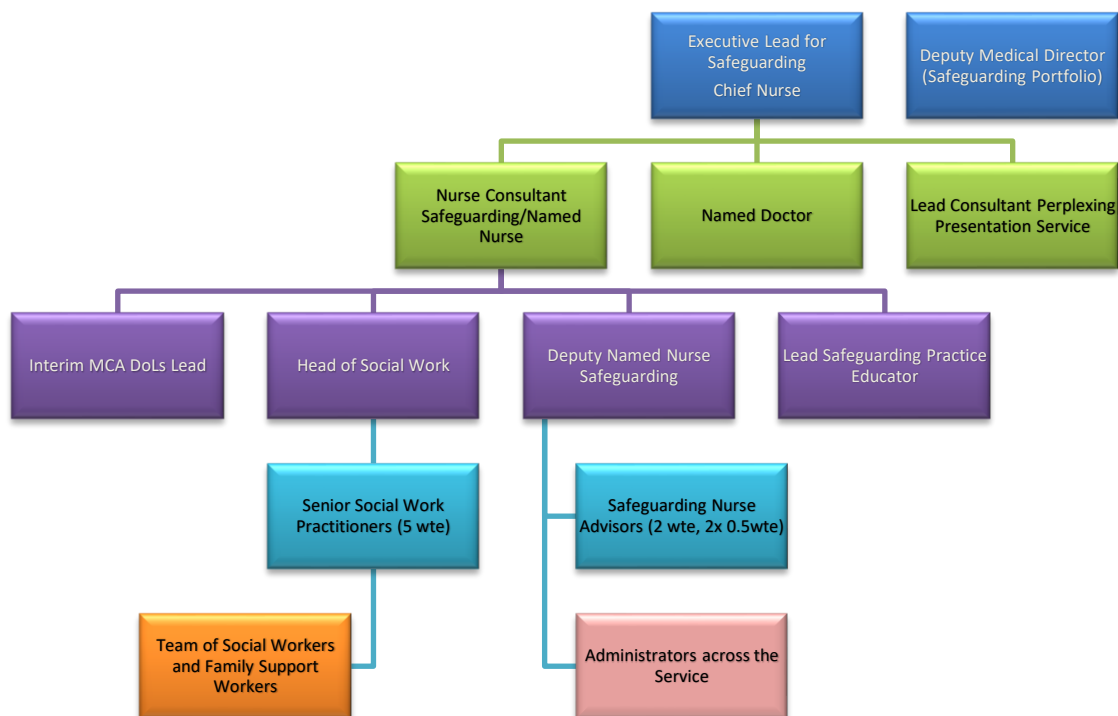 Executive Lead for
Safeguarding
Chief Nurse
Deputy Medical Director
(Safeguarding Portfolio)
Nurse Consultant
Safeguarding/Named
Nurse
Named Doctor
Lead Consultant Perplexing
Presentation Service
Interim MCA DoLs Lead
Head of Social Work
Deputy Named Nurse
Safeguarding
Lead Safeguarding Practice
Educator
Senior Social Work
Practitioners (5 wte)
Safeguarding Nurse
Advisors (2 wte, 2x 0.5wte)
Team of Social Workers
and Family Support
Workers
Administrators across the
Service